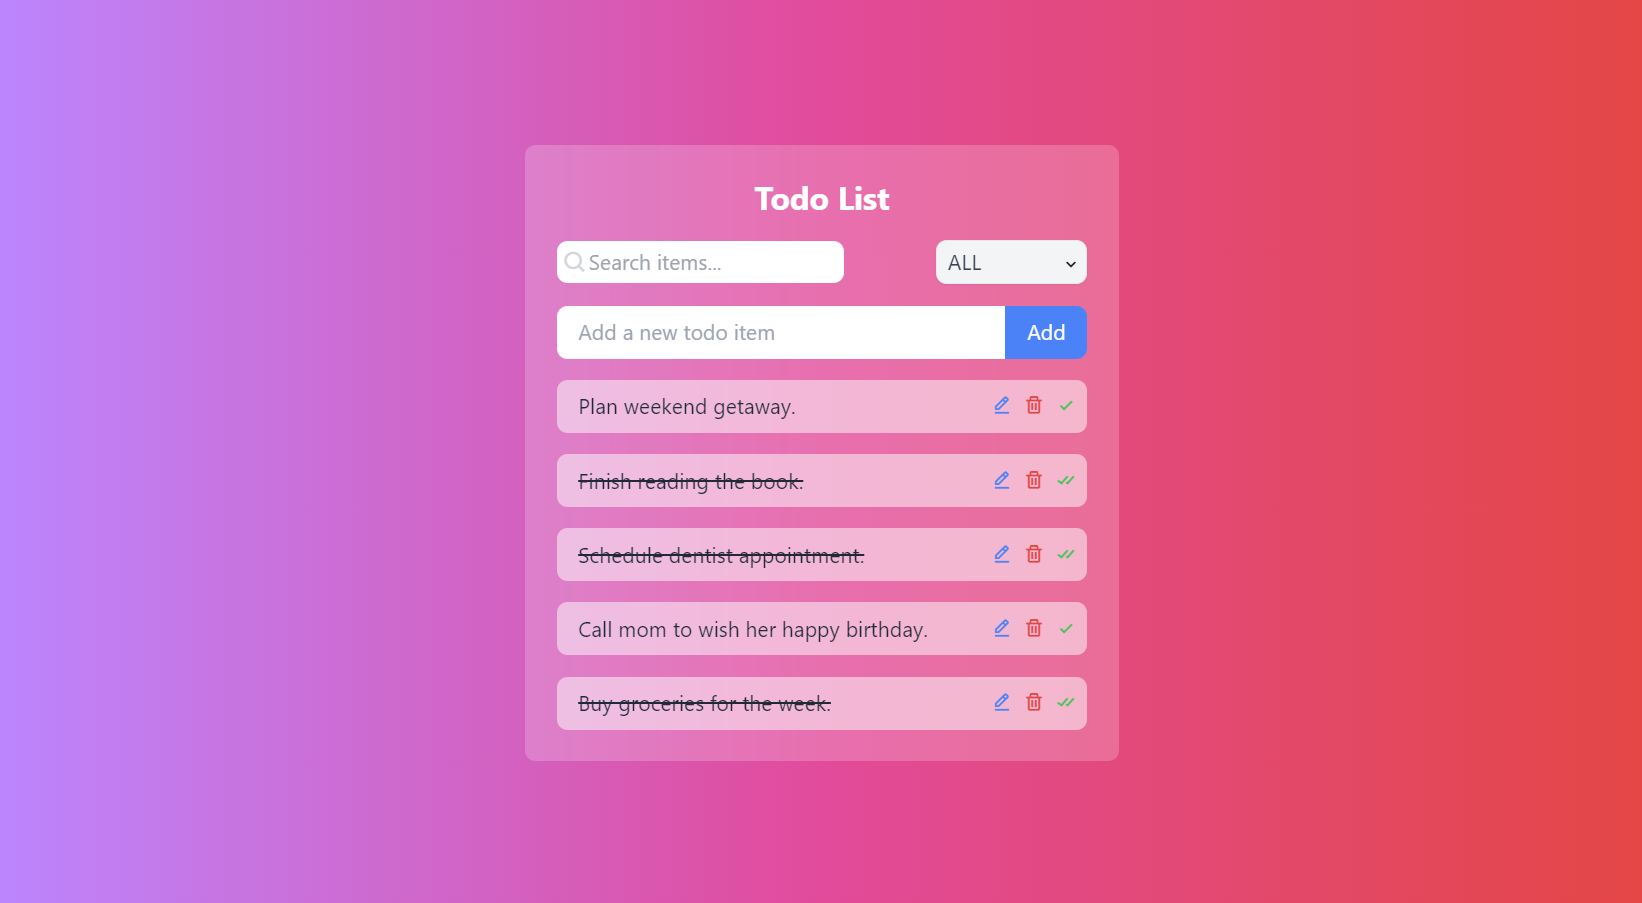 Todo List
Search items...
ALL
Add a new todo item
Add
Plan weekend getaway.
Finish reading the book.
Schedule dentist appointment.
Call mom to wish her happy birthday.
Buy groceries for the week.